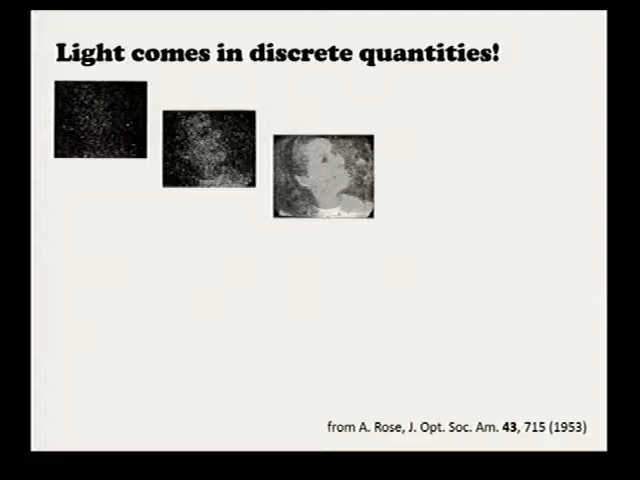 Light comes in discrete quantities!
from A. Rose, J. Opt. Soc. Am. 43, 715 (1953)